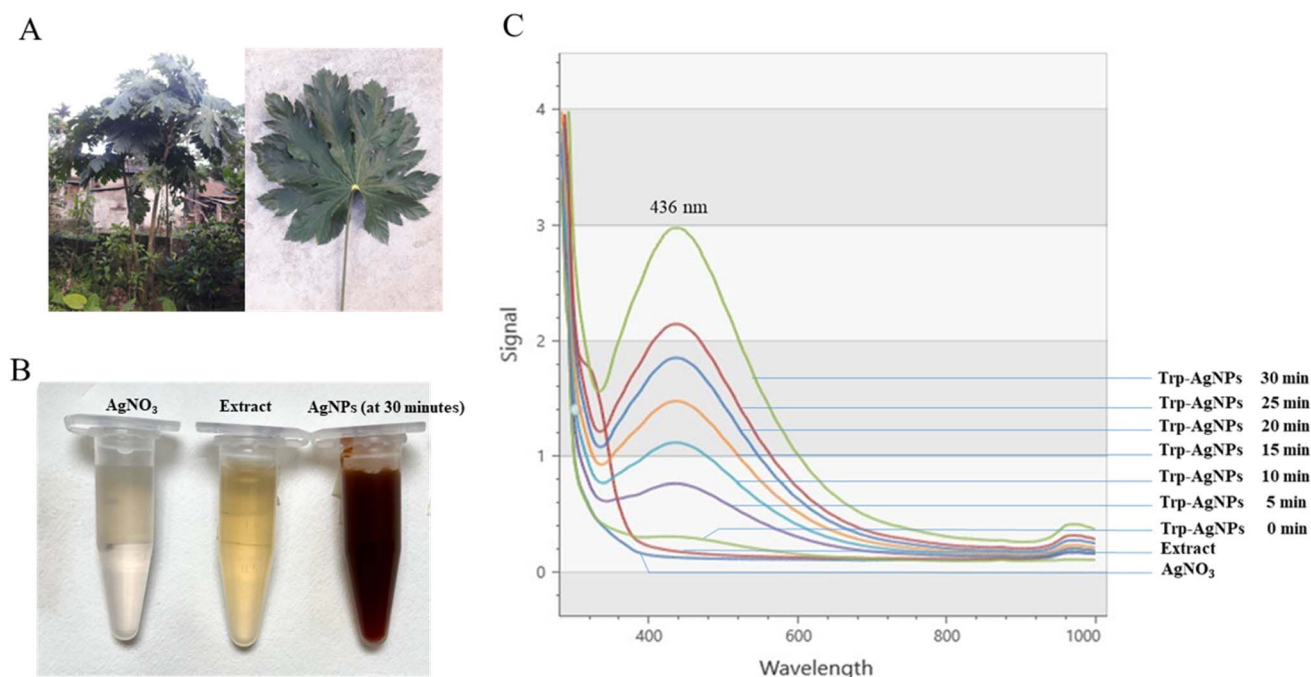 A
B
AgNO₃ Extract AgNPs (at 30 minutes)
C
436 nm
Signal
4
3
2
1
0
400 600 800 1000
Wavelength
Trp-AgNPs 30 min
Trp-AgNPs 25 min
Trp-AgNPs 20 min
Trp-AgNPs 15 min
Trp-AgNPs 10 min
Trp-AgNPs 5 min
Trp-AgNPs 0 min
Extract
AgNO₃